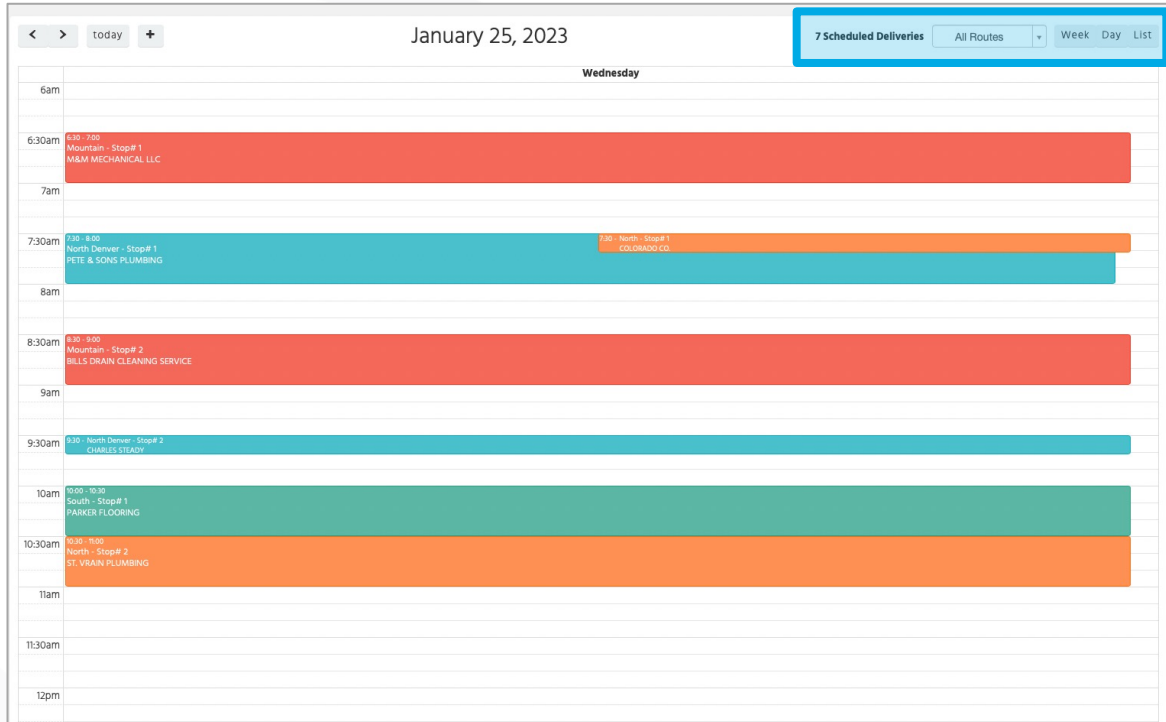 today +
January 25, 2023
7 Scheduled Deliveries
All Routes
Week Day List
Wednesday
6am
6:30am
6:30 - 7:00
Mountain - Stop# 1
M&M MECHANICAL LLC
7am
7:30am
7:30 - 8:00
North Denver - Stop# 1
PETE & SONS PLUMBING
7:30 - North - Stop# 1
COLORADO CO.
8am
8:30am
8:30 - 9:00
Mountain - Stop# 2
BILLS DRAIN CLEANING SERVICE
9am
9:30am
9:30 - North Denver - Stop# 2
CHARLES STEADY
10am
10:00 - 10:30
South - Stop# 1
PARKER FLOORING
10:30am
10:30 - 11:00
North - Stop# 2
ST. VRAIN PLUMBING
11am
11:30am
12pm